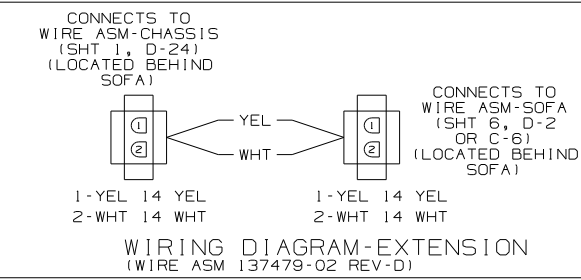 CONNECTS TO
WIRE ASM-CHASSIS
(SHT 1, D-24)
(LOCATED BEHIND
SOFA)
CONNECTS TO
WIRE ASM-SOFA
(SHT 6, D-2
OR C-6)
(LOCATED BEHIND
SOFA)
1
2
YEL
WHT
1
2
1-YEL 14 YEL
2-WHT 14 WHT
1-YEL 14 YEL
2-WHT 14 WHT
WIRING DIAGRAM-EXTENSION
(WIRE ASM 137479-02 REV-D)